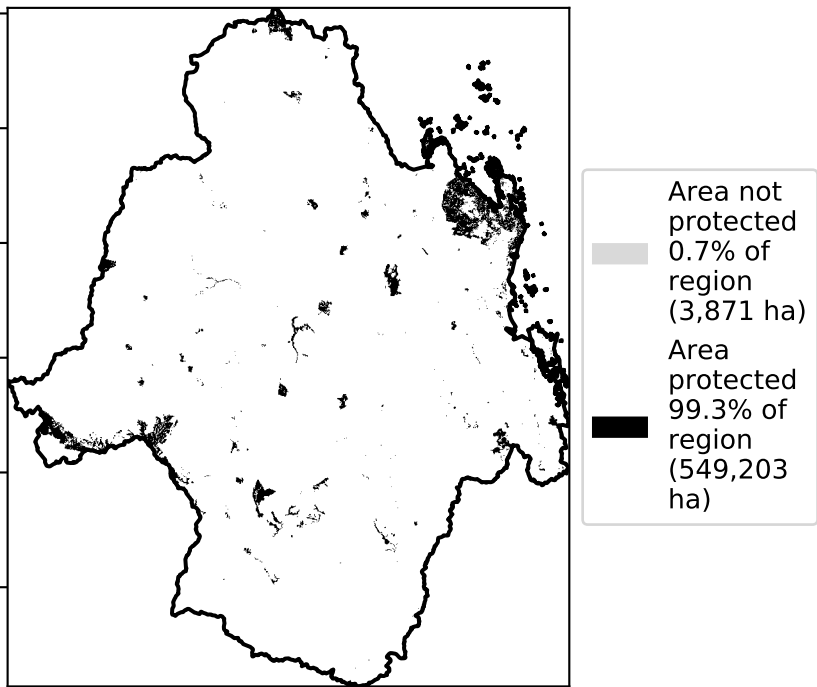 Area not
protected
0.7% of
region
(3,871 ha)
Area
protected
99.3% of
region
(549,203
ha)